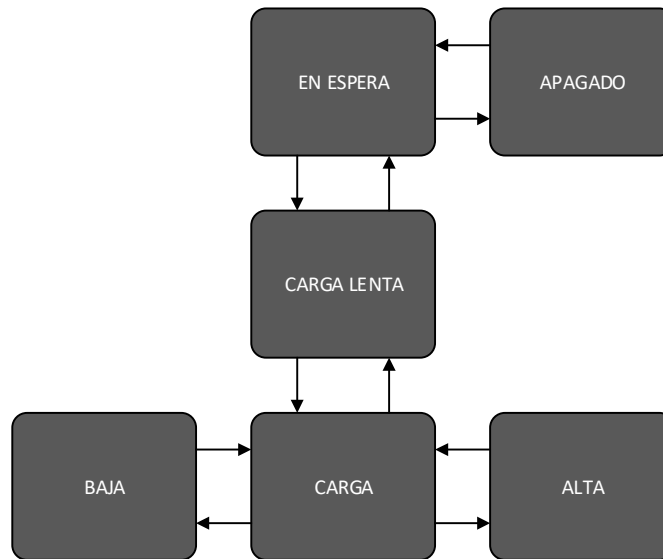 EN ESPERA
APAGADO
CARGA LENTA
BAJA
CARGA
ALTA